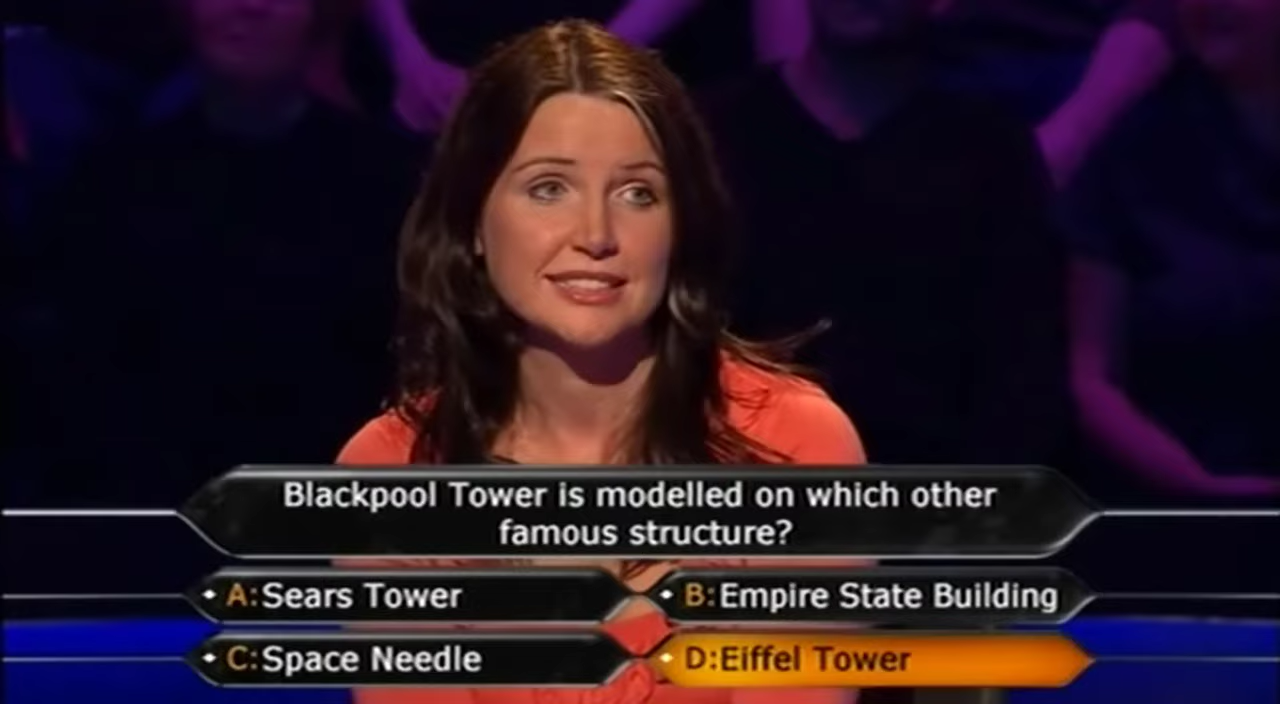 Blackpool Tower is modelled on which other
famous structure?
A: Sears Tower
B: Empire State Building
C: Space Needle
D: Eiffel Tower